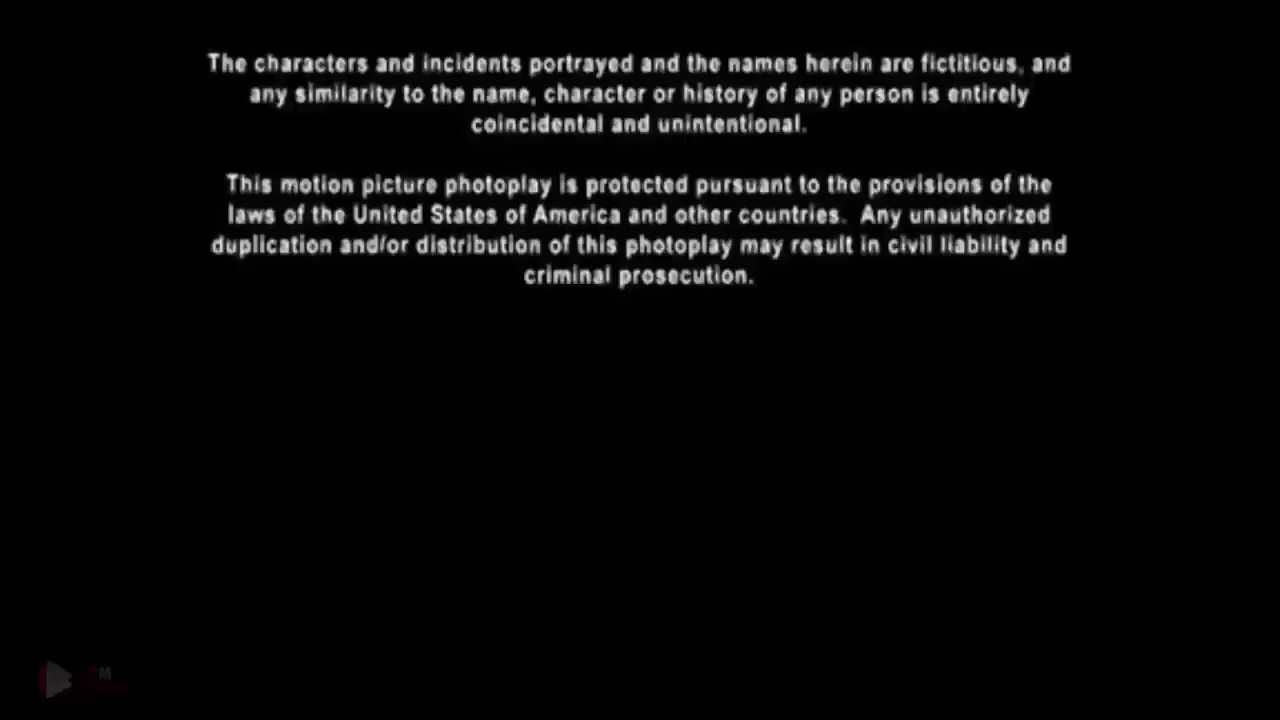 The characters and incidents portrayed and the names herein are fictitious, and
any similarity to the name, character or history of any person is entirely
coincidental and unintentional.
This motion picture photoplay is protected pursuant to the provisions of the
laws of the United States of America and other countries.  Any unauthorized
duplication and/or distribution of this photoplay may result in civil liability and
criminal prosecution.